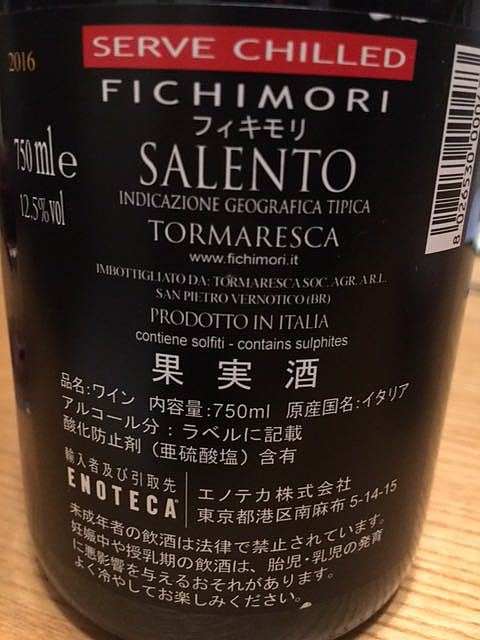 SERVE CHILLED
2016
FICHIMORI
フィキモリ
750 ml e
SALENTO
12.5%vol
INDICAZIONE GEOGRAFICA TIPICA
TORMARESCA
www.fichimori.it
IMBOTTIGLIATO DA: TORMARESCA SOC. AGR. A R.L.
SAN PIETRO VERNOTICO (BR)
PRODOTTO IN ITALIA
contiene solfiti - contains sulphites
果実酒
品名:ワイン 内容量:750ml 原産国名:イタリア
アルコール分:ラベルに記載
酸化防止剤(亜硫酸塩)含有
輸入者及び引取先
ENOTECA
エノテカ株式会社
東京都港区南麻布 5-14-15
未成年者の飲酒は法律で禁止されています。
妊娠中や授乳期の飲酒は、胎児・乳児の発育
に悪影響を与えるおそれがあります。
よく冷やしてお楽しみください。